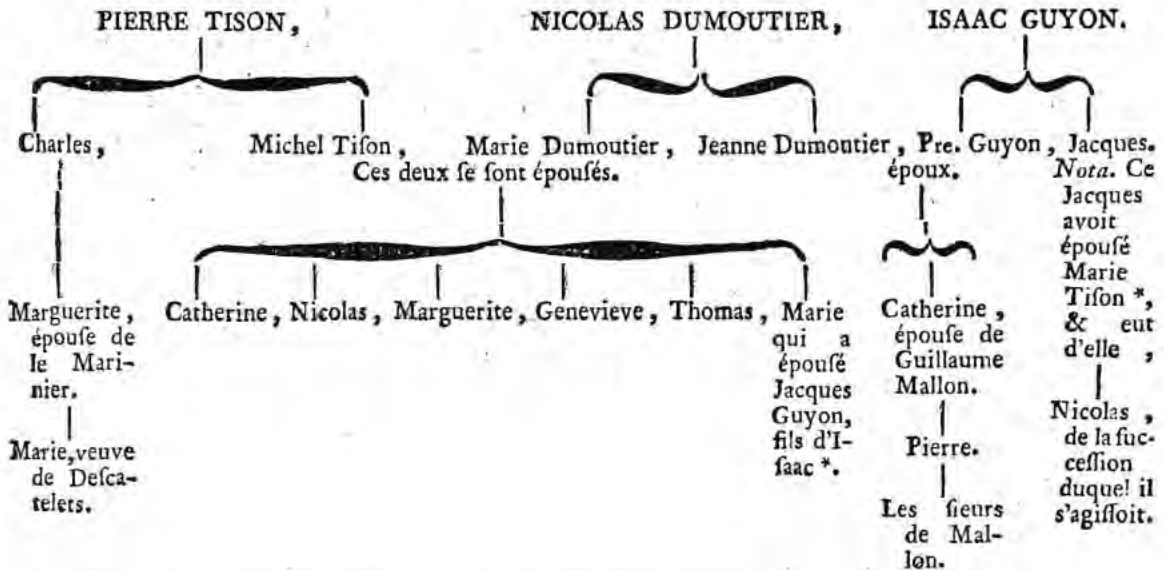 PIERRE TISON, NICOLAS DUMOUTIER, ISAAC GUYON.
Charles, Michel Tiſon, Marie Dumoutier, Jeanne Dumoutier, Pre. Guyon, Jacques.
Ces deux ſe ſont épouſés.
époux.
Nota. Ce
Jacques
avoit
épouſé
Marie
Tiſon *,
& eut
d'elle,
Marguerite,
épouſe de
le Mari-
nier.
Catherine, Nicolas, Marguerite, Genevieve, Thomas, Marie
qui a
épouſé
Jacques
Guyon,
fils d'I-
ſaac *.
Catherine,
épouſe de
Guillaume
Mallon.
Marie, veuve
de Deſca-
telets.
Pierre.
Les ſieurs
de Mal-
lon.
Nicolas,
de la ſuc-
ceſſion
duquel il
s'agiſſoit.